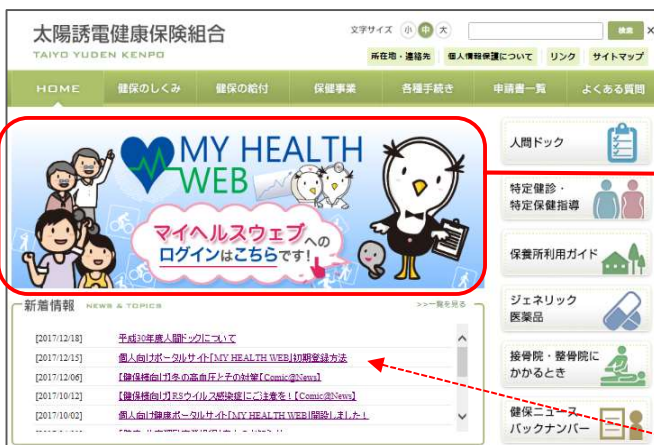 太陽誘電健康保険組合
TAIYO YUDEN KENPO
文字サイズ 小 中 大
検索
所在地・連絡先 個人情報保護について リンク サイトマップ
HOME 健保のしくみ 健保の給付 保健事業 各種手続き 申請書一覧 よくある質問
MY HEALTH
WEB
マイヘルスウェブへの
ログインはこちらです!
人間ドック
特定健診・
特定保健指導
保養所利用ガイド
ジェネリック
医薬品
接骨院・整骨院に
かかるとき
健保ニュース
バックナンバー
新着情報 NEWS & TOPICS >>一覧を見る
[2017/12/18] 平成30年度人間ドックについて
[2017/12/15] 個人向けポータルサイト「MY HEALTH WEB」初期登録方法
[2017/12/06] 【健保様向け】冬の高血圧とその対策【Comic@News】
[2017/10/12] 【健保様向け】RSウイルス感染症にご注意を!【Comic@News】
[2017/10/02] 個人向け健康ポータルサイト「MY HEALTH WEB」開設しました!